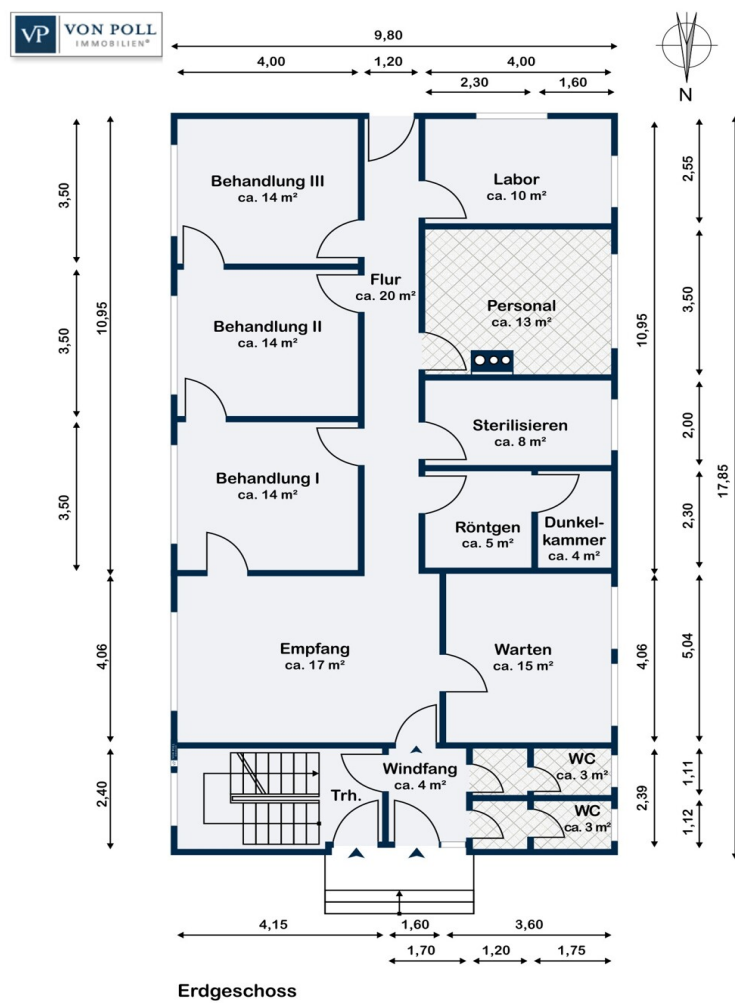 VP VON POLL
IMMOBILIEN®
9,80
4,00 1,20 4,00
2,30 1,60
N
Behandlung III
ca. 14 m²
Labor
ca. 10 m²
3,50
2,55
Flur
ca. 20 m²
Personal
ca. 13 m²
3,50
10,95
10,95
3,50
Behandlung II
ca. 14 m²
Sterilisieren
ca. 8 m²
2,00
17,85
Behandlung I
ca. 14 m²
3,50
Röntgen
ca. 5 m²
Dunkel-
kammer
ca. 4 m²
2,30
Empfang
ca. 17 m²
Warten
ca. 15 m²
4,06
4,06
5,04
Windfang
ca. 4 m²
WC
ca. 3 m²
Trh.
WC
ca. 3 m²
2,40
2,39
1,11
1,12
4,15 1,60 3,60
1,70 1,20 1,75
Erdgeschoss